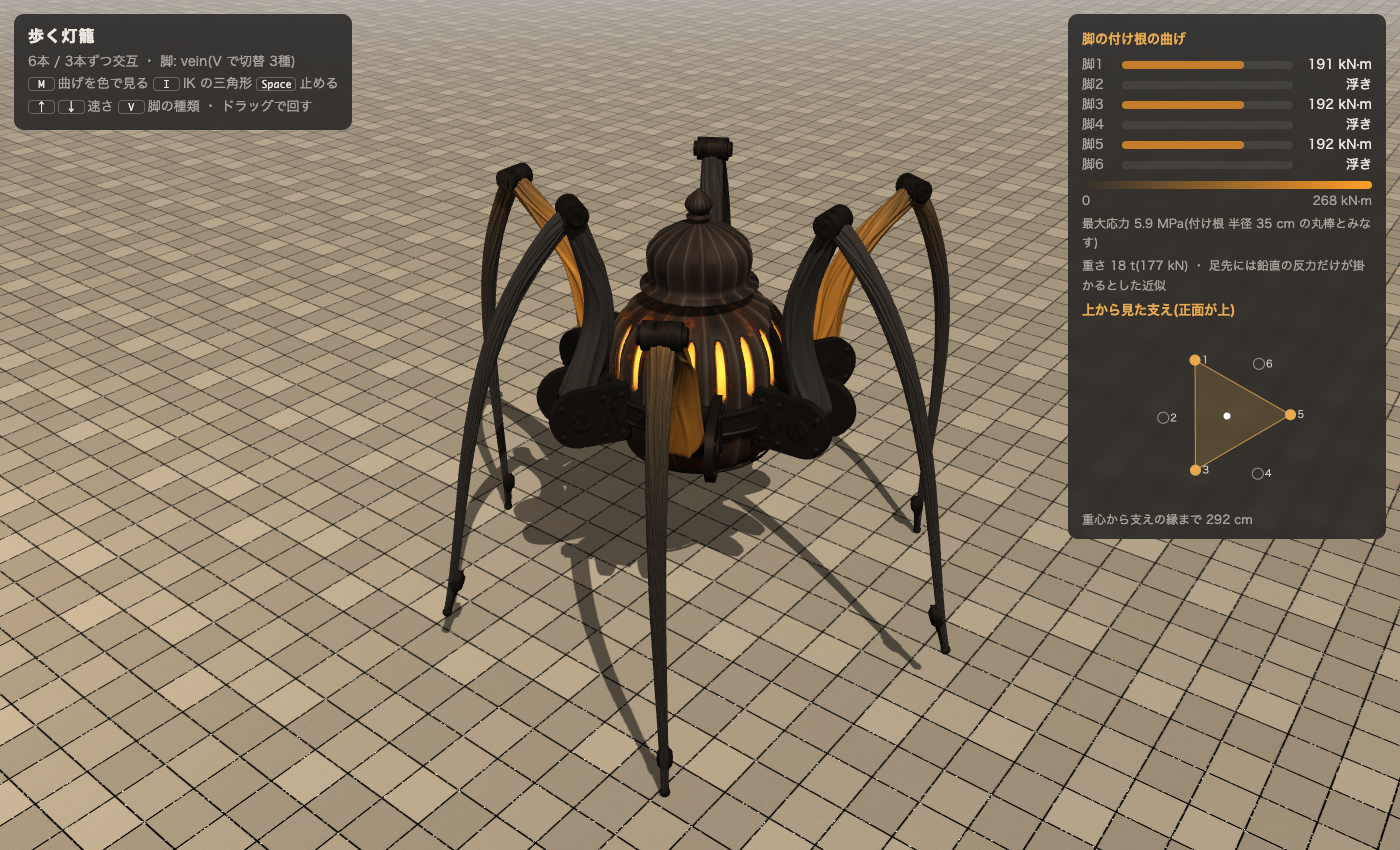 歩く灯籠
6本 / 3本ずつ交互 ・ 脚: vein(V で切替 3種)
M 曲げを色で見る I IK の三角形 Space 止める
↑ ↓ 速さ V 脚の種類 ・ ドラッグで回す
脚の付け根の曲げ
脚1 191 kN·m
脚2 浮き
脚3 192 kN·m
脚4 浮き
脚5 192 kN·m
脚6 浮き
0 268 kN·m
最大応力 5.9 MPa(付け根 半径 35 cm の丸棒とみな
す)
重さ 18 t(177 kN) ・ 足先には鉛直の反力だけが掛
かるとした近似
上から見た支え(正面が上)
1
6
2
5
3
4
重心から支えの縁まで 292 cm